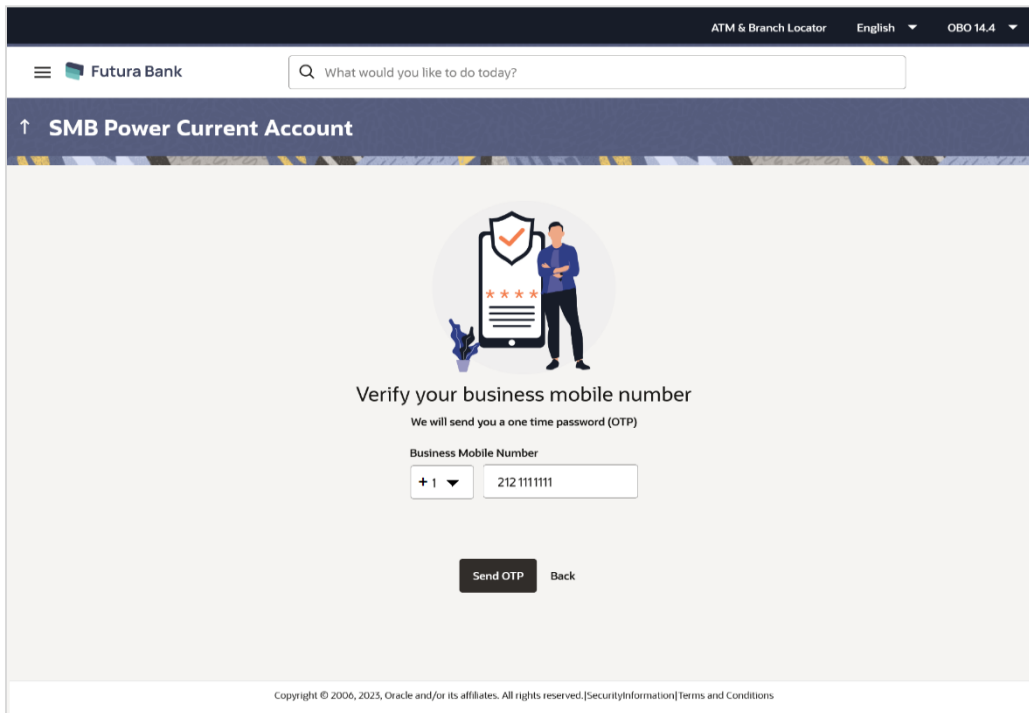 ATM & Branch Locator English OBO 14.4
Futura Bank What would you like to do today?
SMB Power Current Account
* * * *
Verify your business mobile number
We will send you a one time password (OTP)
Business Mobile Number
+ 1 212 1111111
Send OTP Back
Copyright © 2006, 2023, Oracle and/or its affiliates. All rights reserved.|SecurityInformation|Terms and Conditions